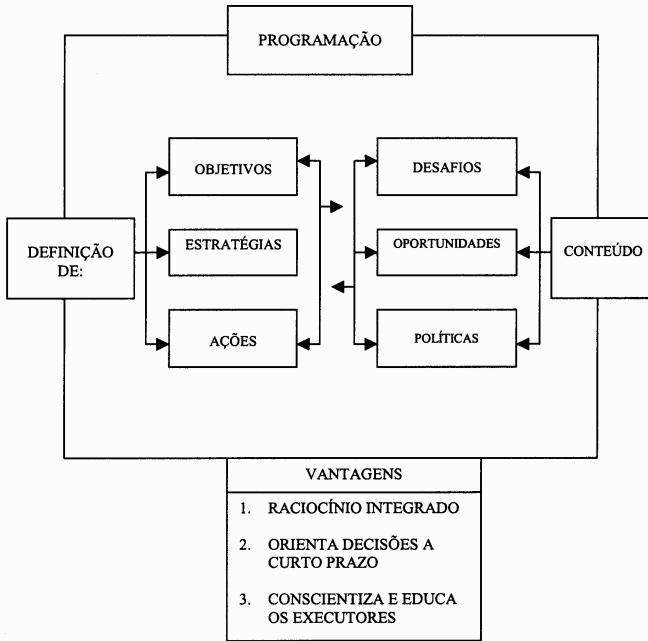 PROGRAMAÇÃO
OBJETIVOS
DESAFIOS
DEFINIÇÃO
DE:
ESTRATÉGIAS
OPORTUNIDADES
CONTEÚDO
AÇÕES
POLÍTICAS
VANTAGENS
1. RACIOCÍNIO INTEGRADO
2. ORIENTA DECISÕES A
CURTO PRAZO
3. CONSCIENTIZA E EDUCA
OS EXECUTORES